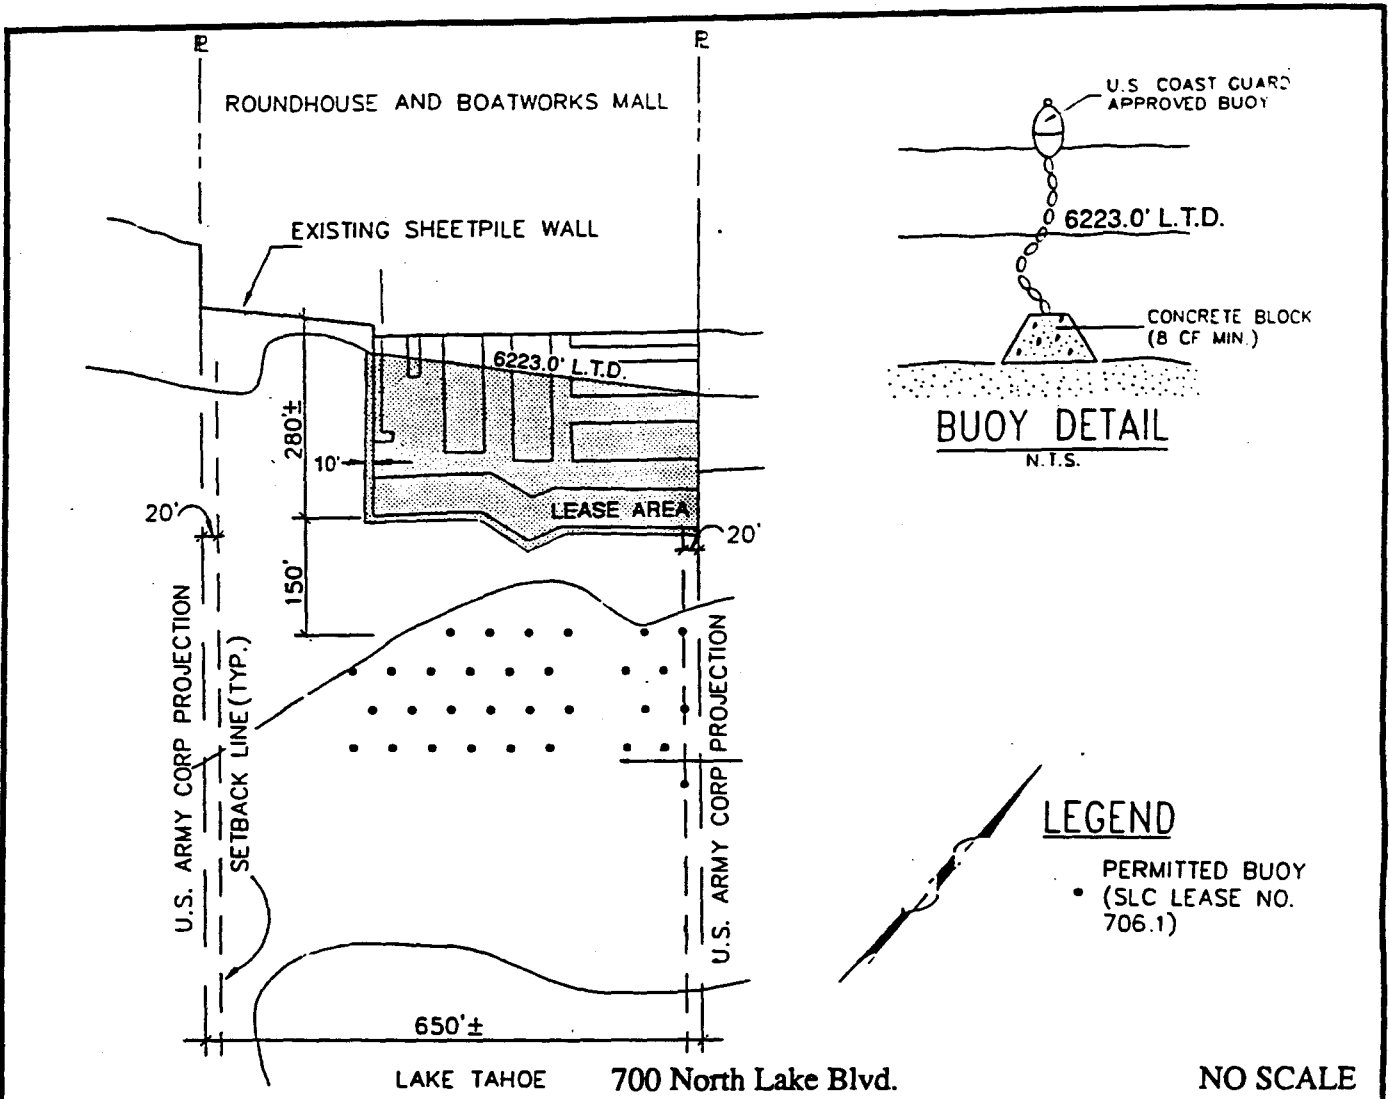 PL
PL
ROUNDHOUSE AND BOATWORKS MALL
U.S COAST GUARD
APPROVED BUOY
EXISTING SHEETPILE WALL
6223.0' L.T.D.
CONCRETE BLOCK
(8 CF MIN.)
6223.0' L.T.D.
BUOY DETAIL
N.T.S.
280'±
10'
20'
LEASE AREA
20'
150'
U.S. ARMY CORP PROJECTION
SETBACK LINE (TYP.)
U.S. ARMY CORP PROJECTION
LEGEND
PERMITTED BUOY
(SLC LEASE NO.
706.1)
650'±
LAKE TAHOE
700 North Lake Blvd.
NO SCALE